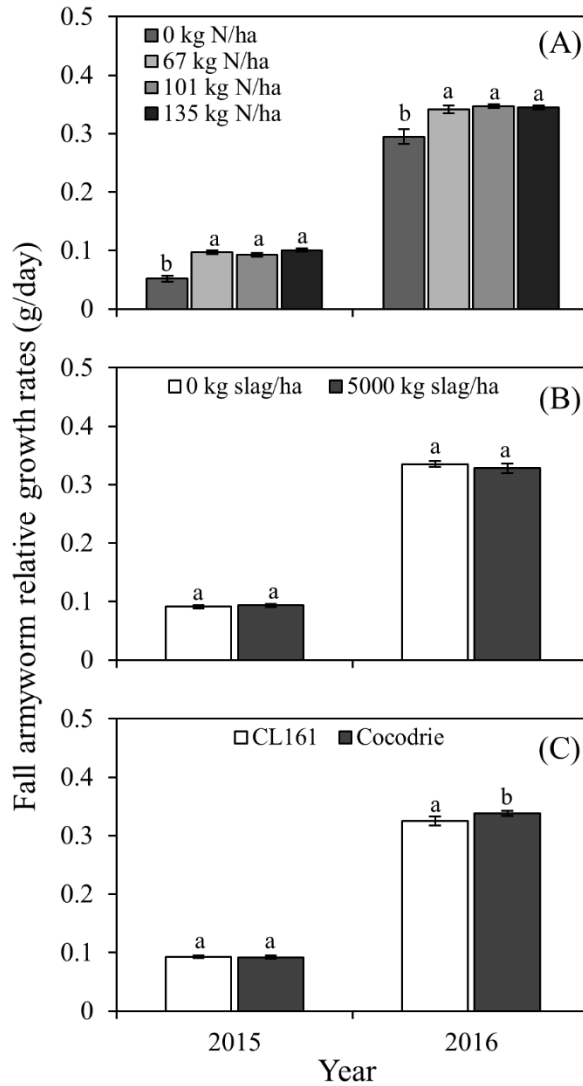 Fall armyworm relative growth rates (g/day)
0.5
0.4
0.3
0.2
0.1
0
0 kg N/ha
67 kg N/ha
101 kg N/ha
135 kg N/ha
(A)
b
a
a
a
b
a
a
a
0.5
0.4
0.3
0.2
0.1
0
0 kg slag/ha
5000 kg slag/ha
(B)
a
a
a
a
0.5
0.4
0.3
0.2
0.1
0
CL161
Cocodrie
(C)
a
a
a
b
2015
2016
Year